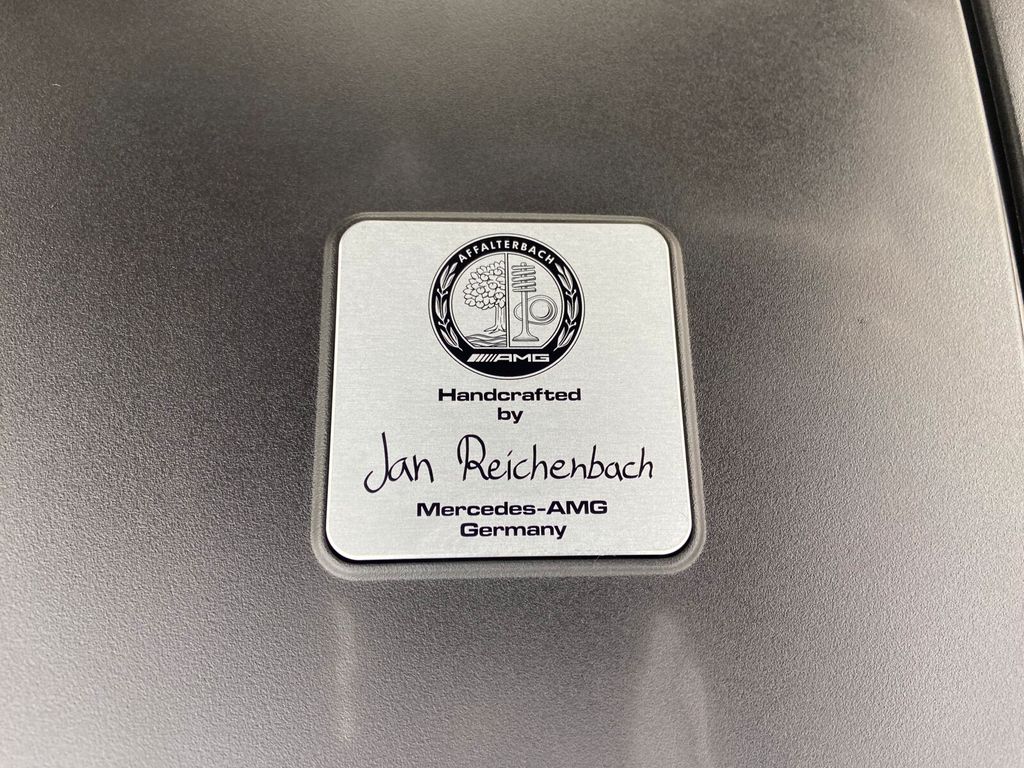 AFFALTERBACH
AMG
Handcrafted
by
Jan Reichenbach
Mercedes-AMG
Germany